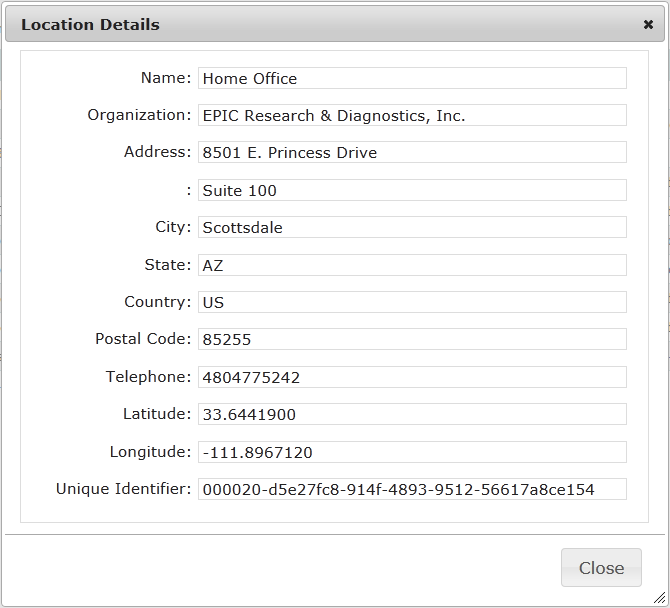 Location Details
Name: Home Office
Organization: EPIC Research & Diagnostics, Inc.
Address: 8501 E. Princess Drive
: Suite 100
City: Scottsdale
State: AZ
Country: US
Postal Code: 85255
Telephone: 4804775242
Latitude: 33.6441900
Longitude: -111.8967120
Unique Identifier: 000020-d5e27fc8-914f-4893-9512-56617a8ce154
Close